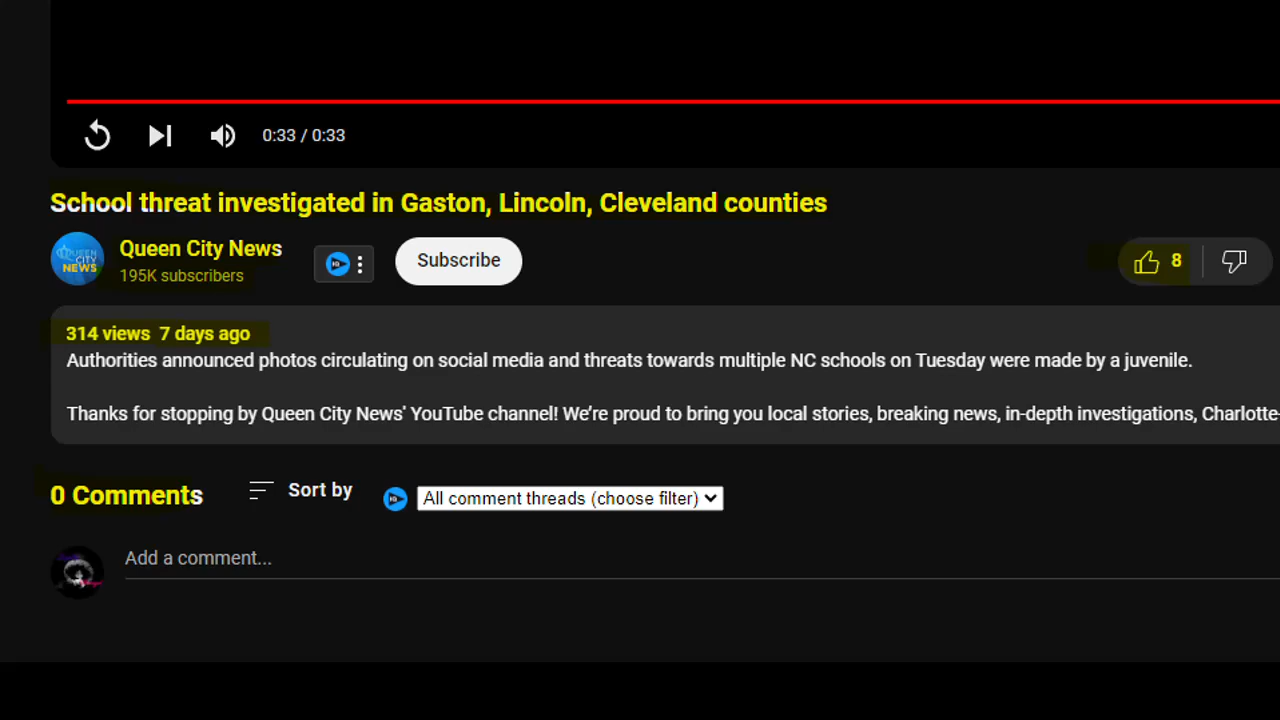 0:33 / 0:33
School threat investigated in Gaston, Lincoln, Cleveland counties
QUEEN CITY NEWS
Queen City News
195K subscribers
Subscribe
8
314 views 7 days ago
Authorities announced photos circulating on social media and threats towards multiple NC schools on Tuesday were made by a juvenile.
Thanks for stopping by Queen City News' YouTube channel! We’re proud to bring you local stories, breaking news, in-depth investigations, Charlotte-
0 Comments
Sort by
All comment threads (choose filter)
Add a comment...